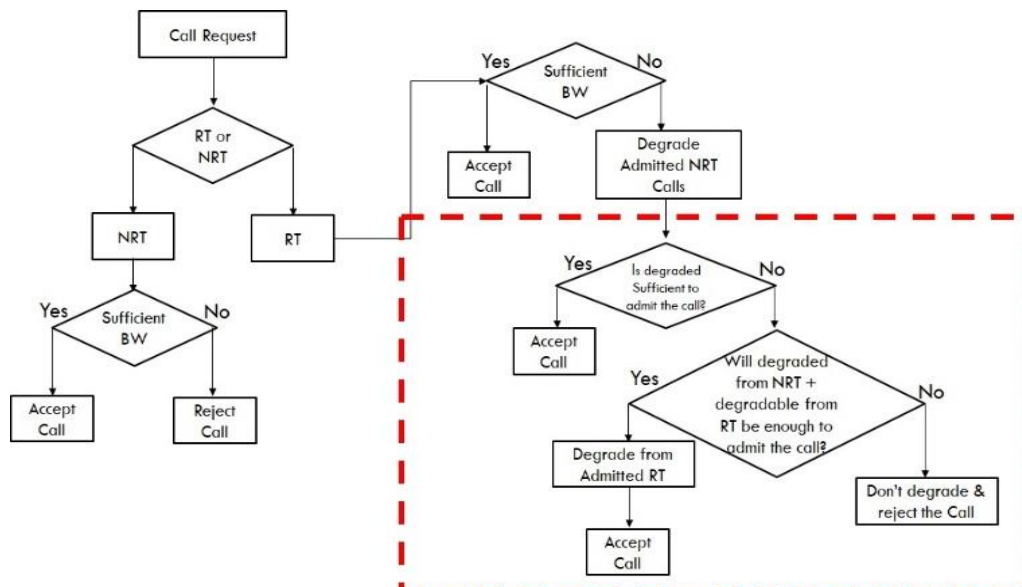 Call Request
RT or
NRT
NRT
RT
Yes
Sufficient
BW
No
Accept
Call
Reject
Call
Yes
Sufficient
BW
No
Accept
Call
Degrade
Admitted NRT
Calls
Yes
Is degraded
Sufficient to
admit the call?
No
Accept
Call
Yes
Will degraded
from NRT +
degradable from
RT be enough to
admit the call?
No
Degrade from
Admitted RT
Accept
Call
Don't degrade &
reject the Call